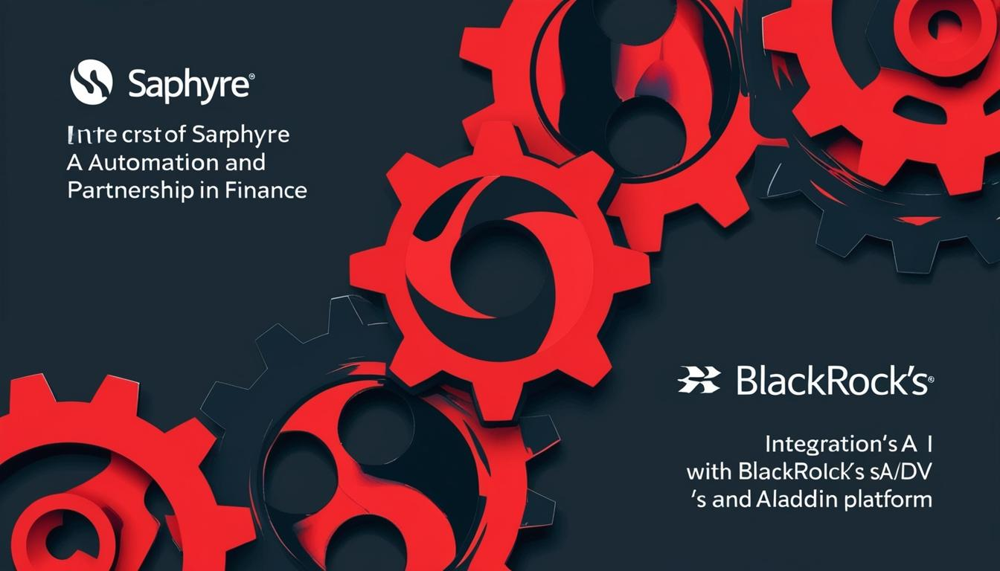 Saphyre®
Inte crst of Sarphyre
A Automation and
Partnership in Finance
BlackRock's®
Integration's A I
with BlackRolck's sA/DV
's and Aladdin platform